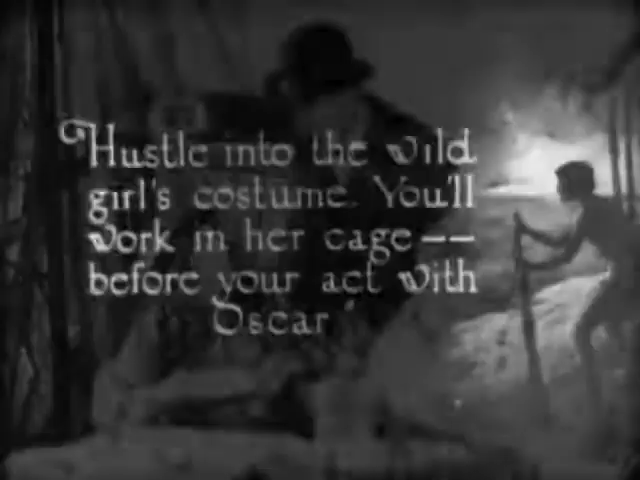 "Hustle into the wild
girl's costume. You'll
work in her cage--
before your act with
Oscar"